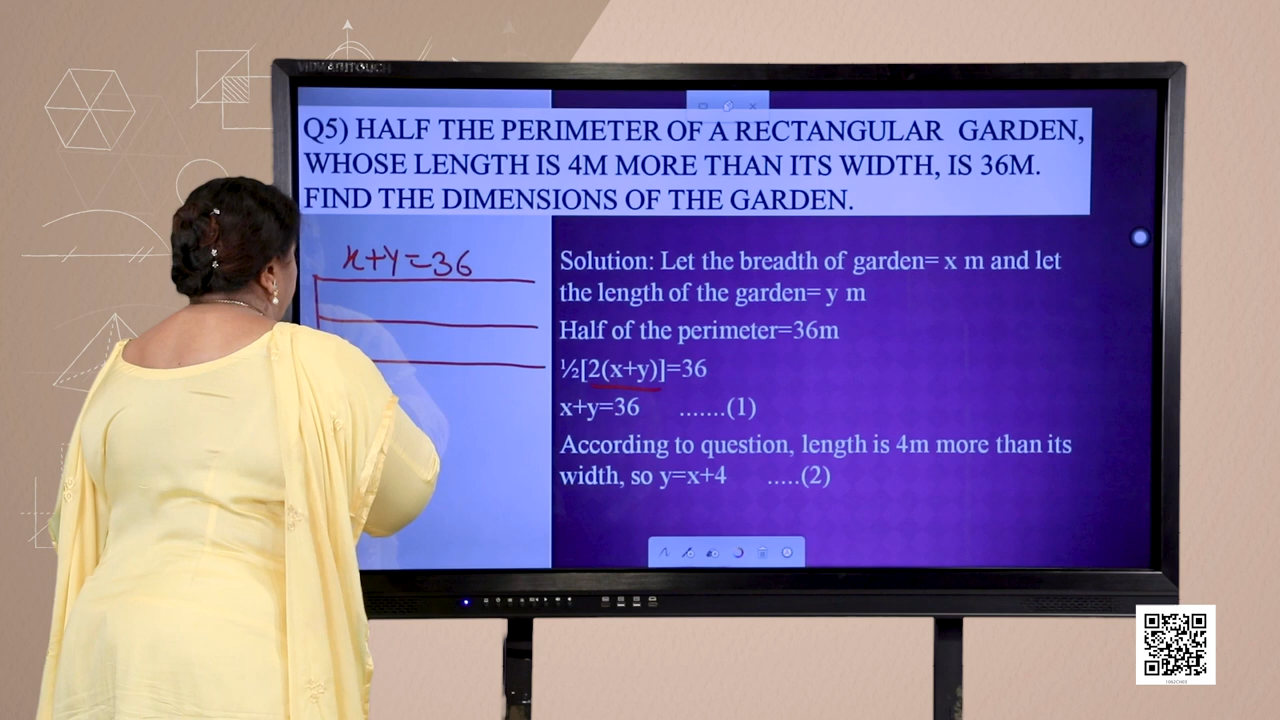 Q5) HALF THE PERIMETER OF A RECTANGULAR GARDEN,
WHOSE LENGTH IS 4M MORE THAN ITS WIDTH, IS 36M.
FIND THE DIMENSIONS OF THE GARDEN.
x+y=36
Solution: Let the breadth of garden= x m and let
the length of the garden= y m
Half of the perimeter=36m
½[2(x+y)]=36
x+y=36 .......(1)
According to question, length is 4m more than its
width, so y=x+4 .....(2)